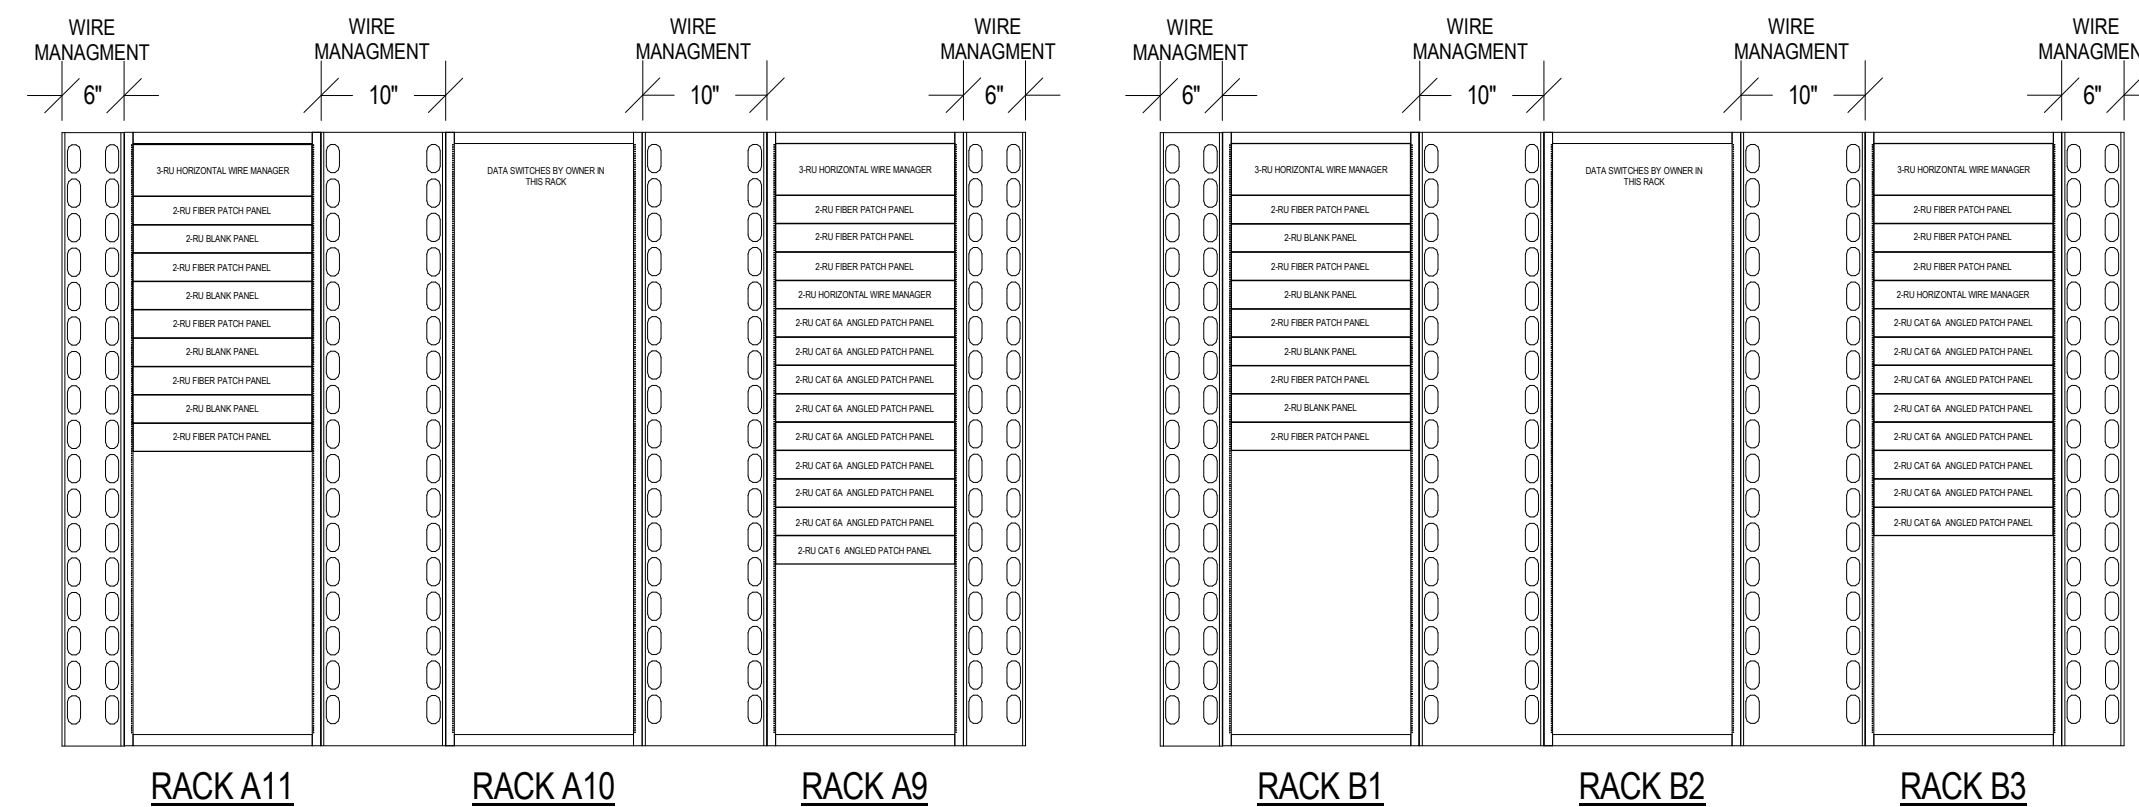 WIRE
MANAGMENT
6"
WIRE
MANAGMENT
10"
WIRE
MANAGMENT
10"
WIRE
MANAGMENT
6"
3-RU HORIZONTAL WIRE MANAGER
2-RU FIBER PATCH PANEL
2-RU BLANK PANEL
2-RU FIBER PATCH PANEL
2-RU BLANK PANEL
2-RU FIBER PATCH PANEL
2-RU BLANK PANEL
2-RU FIBER PATCH PANEL
2-RU BLANK PANEL
2-RU FIBER PATCH PANEL
RACK A11
DATA SWITCHES BY OWNER IN
THIS RACK
RACK A10
3-RU HORIZONTAL WIRE MANAGER
2-RU FIBER PATCH PANEL
2-RU FIBER PATCH PANEL
2-RU FIBER PATCH PANEL
2-RU HORIZONTAL WIRE MANAGER
2-RU CAT 6A ANGLED PATCH PANEL
2-RU CAT 6A ANGLED PATCH PANEL
2-RU CAT 6A ANGLED PATCH PANEL
2-RU CAT 6A ANGLED PATCH PANEL
2-RU CAT 6A ANGLED PATCH PANEL
2-RU CAT 6A ANGLED PATCH PANEL
2-RU CAT 6A ANGLED PATCH PANEL
2-RU CAT 6A ANGLED PATCH PANEL
2-RU CAT 6 ANGLED PATCH PANEL
RACK A9
WIRE
MANAGMENT
6"
WIRE
MANAGMENT
10"
WIRE
MANAGMENT
10"
WIRE
MANAGMEN
6"
3-RU HORIZONTAL WIRE MANAGER
2-RU FIBER PATCH PANEL
2-RU BLANK PANEL
2-RU FIBER PATCH PANEL
2-RU BLANK PANEL
2-RU FIBER PATCH PANEL
2-RU BLANK PANEL
2-RU FIBER PATCH PANEL
2-RU BLANK PANEL
2-RU FIBER PATCH PANEL
RACK B1
DATA SWITCHES BY OWNER IN
THIS RACK
RACK B2
3-RU HORIZONTAL WIRE MANAGER
2-RU FIBER PATCH PANEL
2-RU FIBER PATCH PANEL
2-RU FIBER PATCH PANEL
2-RU HORIZONTAL WIRE MANAGER
2-RU CAT 6A ANGLED PATCH PANEL
2-RU CAT 6A ANGLED PATCH PANEL
2-RU CAT 6A ANGLED PATCH PANEL
2-RU CAT 6A ANGLED PATCH PANEL
2-RU CAT 6A ANGLED PATCH PANEL
2-RU CAT 6A ANGLED PATCH PANEL
2-RU CAT 6A ANGLED PATCH PANEL
2-RU CAT 6A ANGLED PATCH PANEL
RACK B3